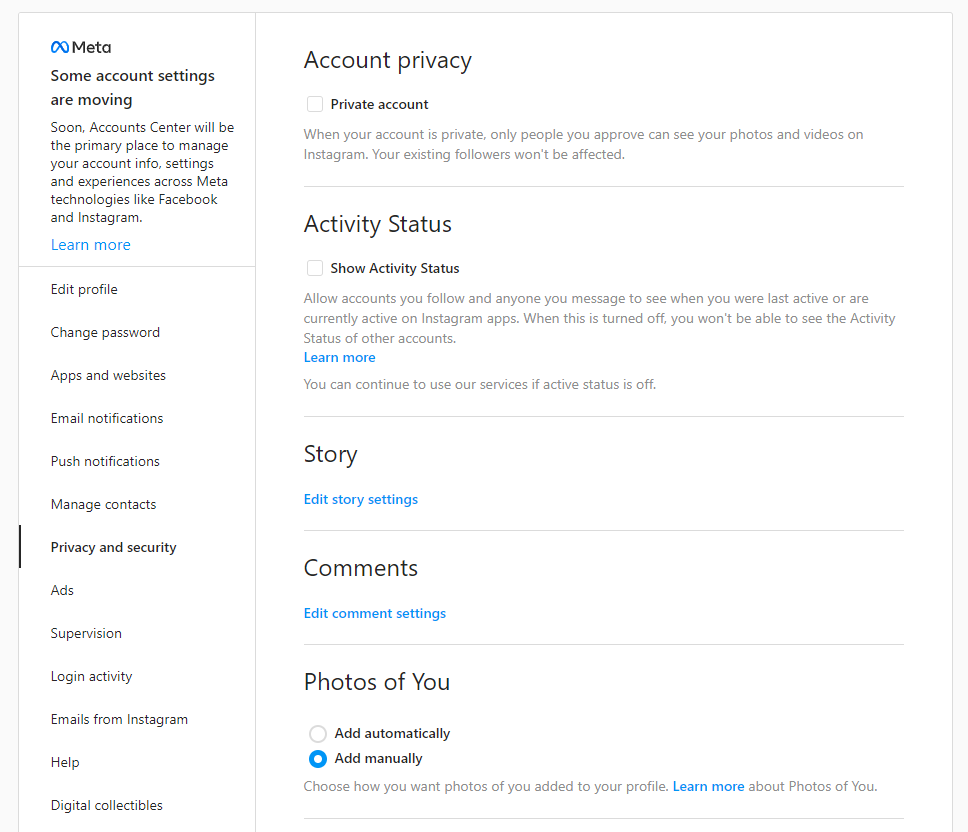 Meta
Some account settings
are moving
Soon, Accounts Center will be
the primary place to manage
your account info, settings
and experiences across Meta
technologies like Facebook
and Instagram.
Learn more
Edit profile
Change password
Apps and websites
Email notifications
Push notifications
Manage contacts
Privacy and security
Ads
Supervision
Login activity
Emails from Instagram
Help
Digital collectibles
Account privacy
Private account
When your account is private, only people you approve can see your photos and videos on
Instagram. Your existing followers won't be affected.
Activity Status
Show Activity Status
Allow accounts you follow and anyone you message to see when you were last active or are
currently active on Instagram apps. When this is turned off, you won't be able to see the Activity
Status of other accounts.
Learn more
You can continue to use our services if active status is off.
Story
Edit story settings
Comments
Edit comment settings
Photos of You
Add automatically
Add manually
Choose how you want photos of you added to your profile. Learn more about Photos of You.